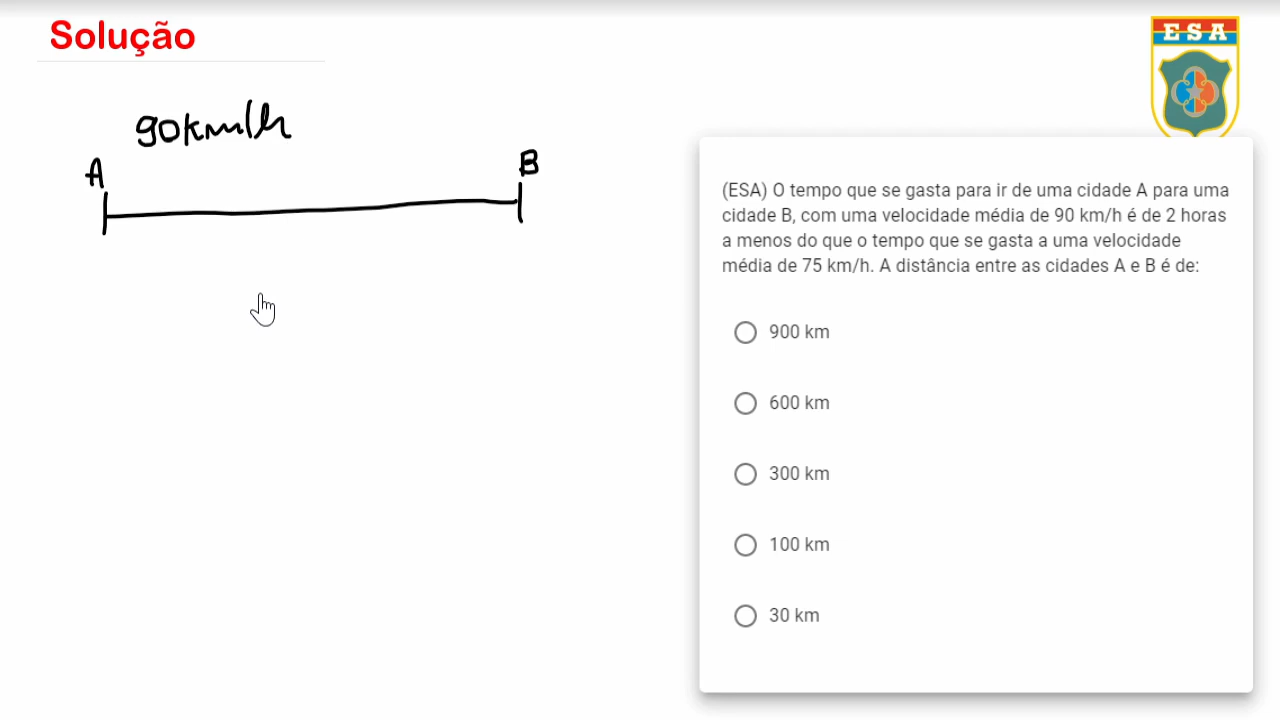 Solução
ESA
90km/h
A
B
(ESA) O tempo que se gasta para ir de uma cidade A para uma
cidade B, com uma velocidade média de 90 km/h é de 2 horas
a menos do que o tempo que se gasta a uma velocidade
média de 75 km/h. A distância entre as cidades A e B é de:
900 km
600 km
300 km
100 km
30 km